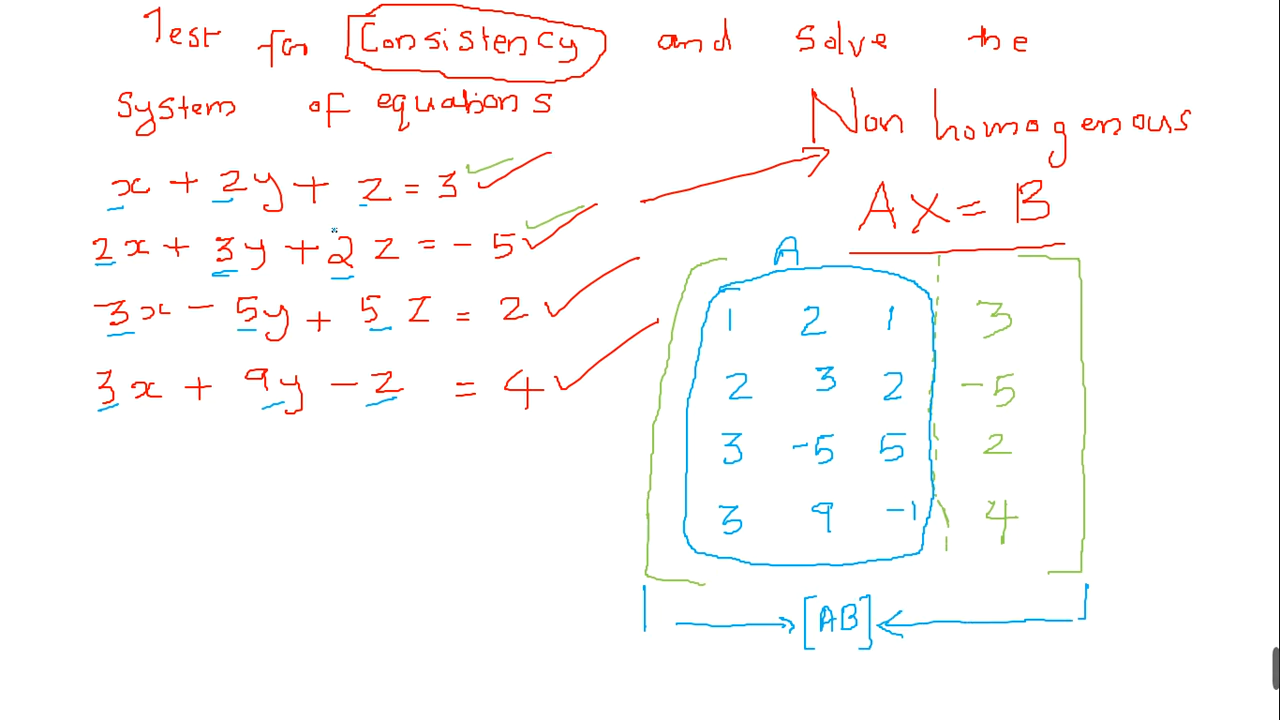 Test for Consistency and solve the
system of equations
Non homogenous
x + 2y + z = 3
2x + 3y + 2z = -5
3x - 5y + 5z = 2
3x + 9y - z = 4
AX = B
A
1 2 1 3
2 3 2 -5
3 -5 5 2
3 9 -1 4
[AB]